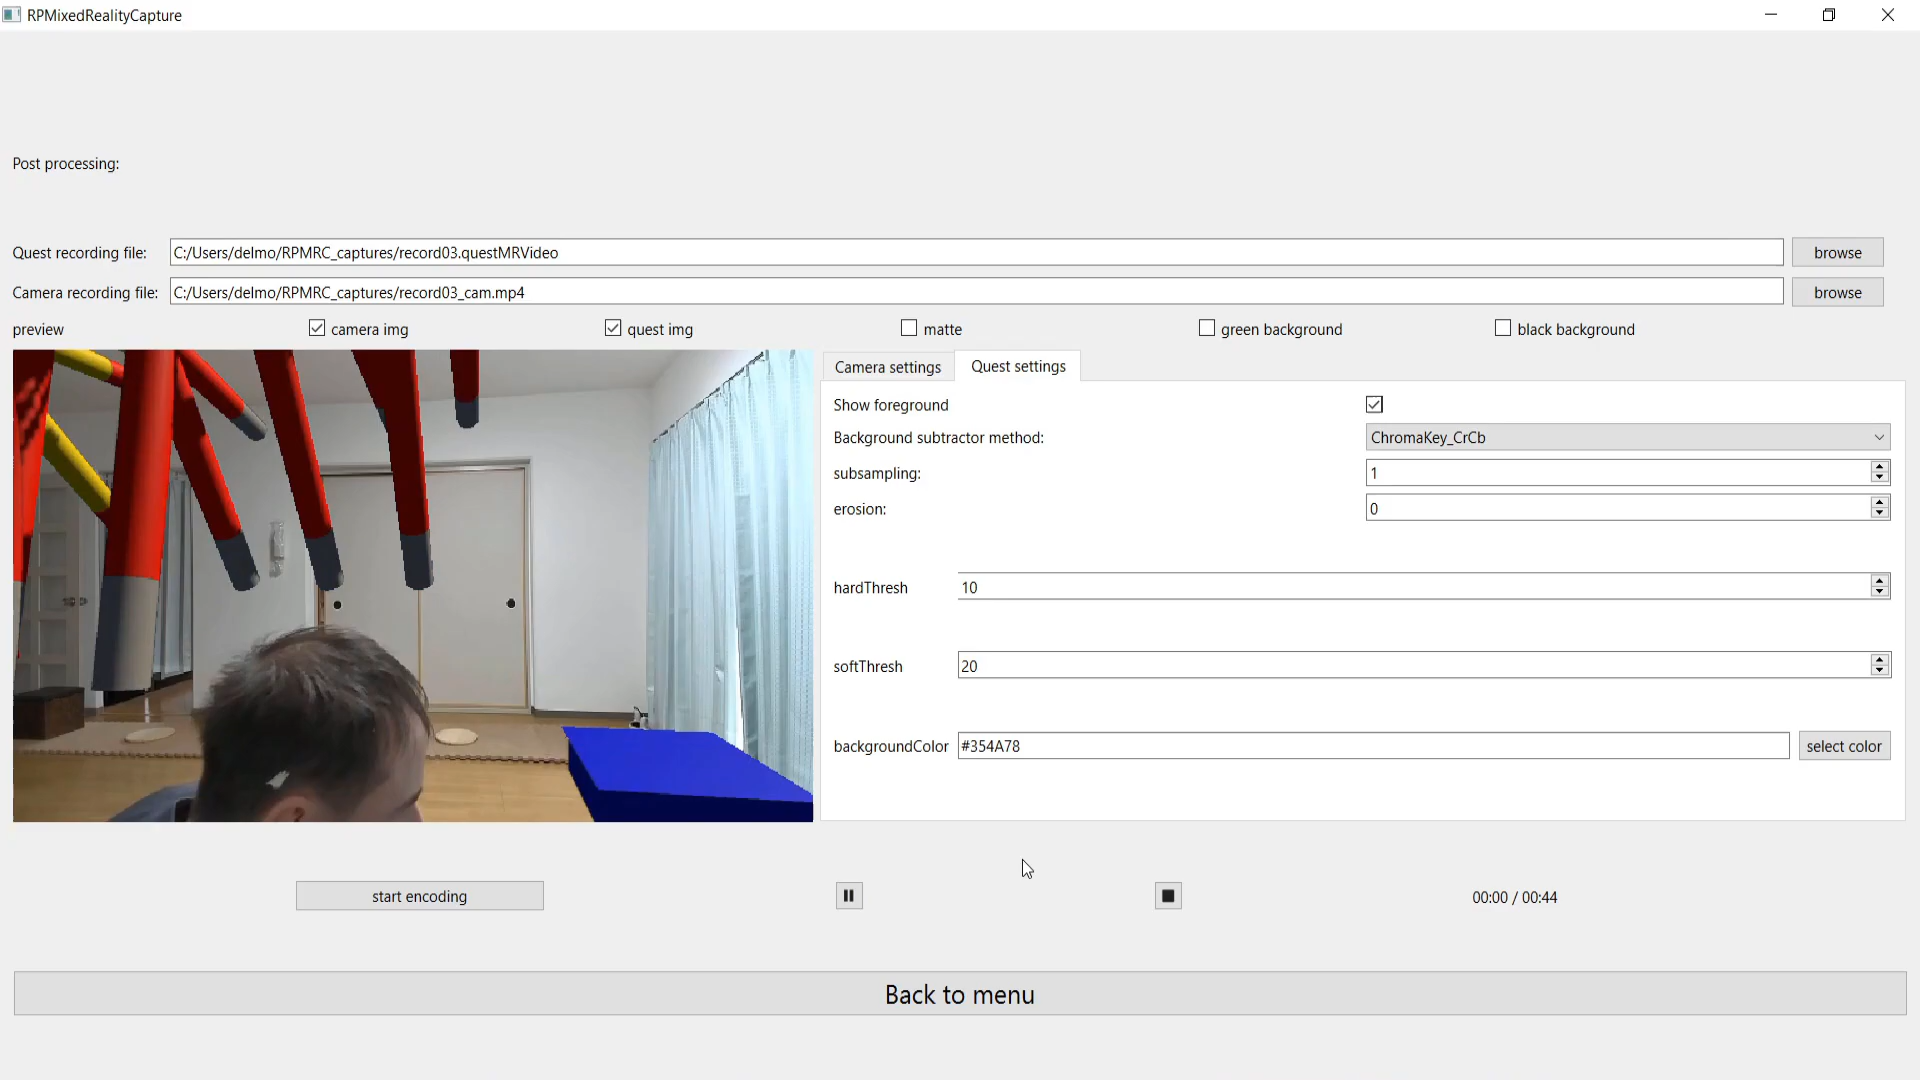 RPMixedRealityCapture
Post processing:
Quest recording file: C:/Users/delmo/RPMRC_captures/record03.questMRVideo browse
Camera recording file: C:/Users/delmo/RPMRC_captures/record03_cam.mp4 browse
preview camera img quest img matte green background black background
Camera settings Quest settings
Show foreground
Background subtractor method: ChromaKey_CrCb
subsampling: 1
erosion: 0
hardThresh 10
softThresh 20
backgroundColor #354A78 select color
start encoding 00:00 / 00:44
Back to menu